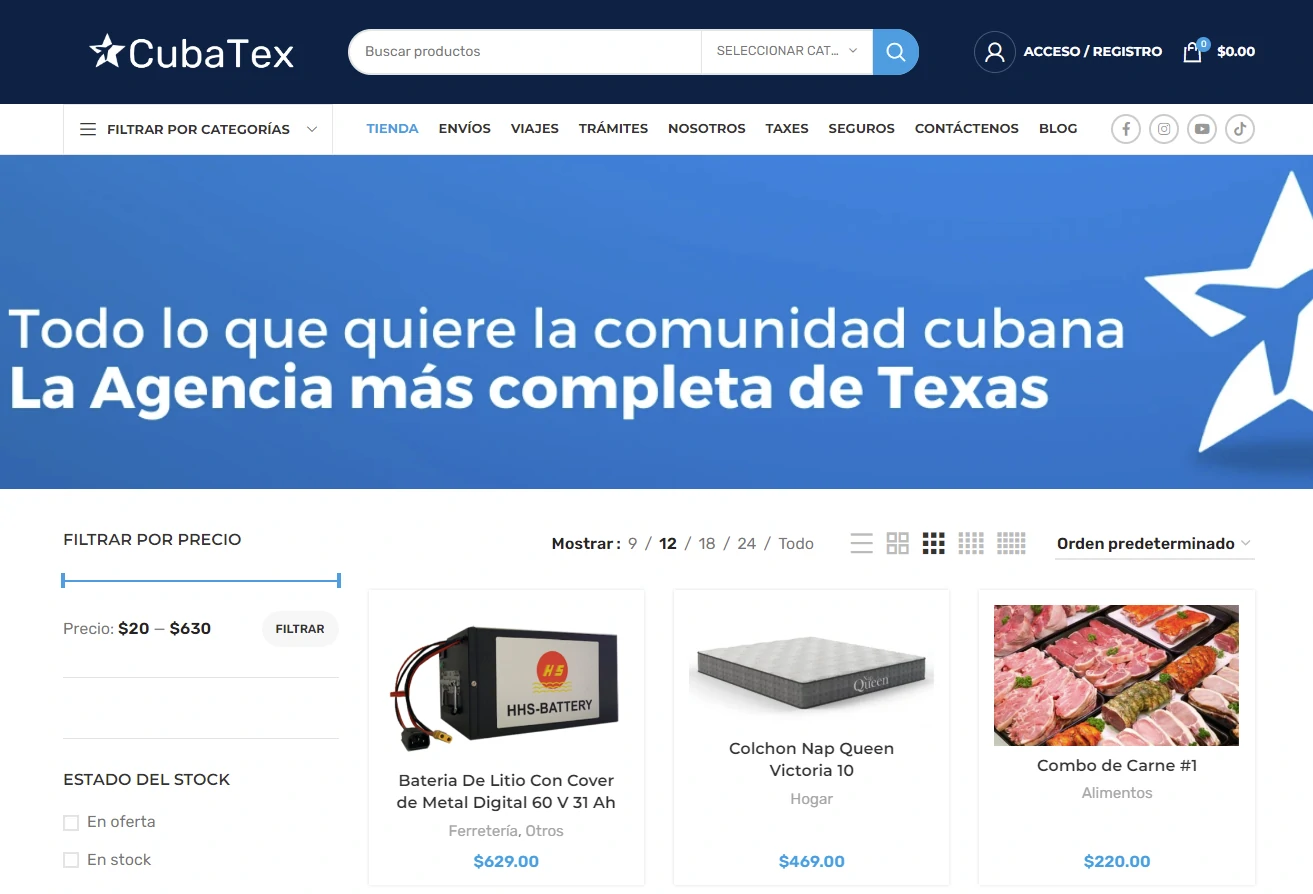 CubaTex
Buscar productos
SELECCIONAR CAT...
ACCESO / REGISTRO
0
$0.00
FILTRAR POR CATEGORÍAS
TIENDA ENVÍOS VIAJES TRÁMITES NOSOTROS TAXES SEGUROS CONTÁCTENOS BLOG
Todo lo que quiere la comunidad cubana
La Agencia más completa de Texas
FILTRAR POR PRECIO
Precio: $20 — $630
FILTRAR
ESTADO DEL STOCK
En oferta
En stock
Mostrar : 9 / 12 / 18 / 24 / Todo
Orden predeterminado
HS
HHS-BATTERY
Bateria De Litio Con Cover
de Metal Digital 60 V 31 Ah
Ferretería, Otros
$629.00
Queen
Colchon Nap Queen
Victoria 10
Hogar
$469.00
Combo de Carne #1
Alimentos
$220.00